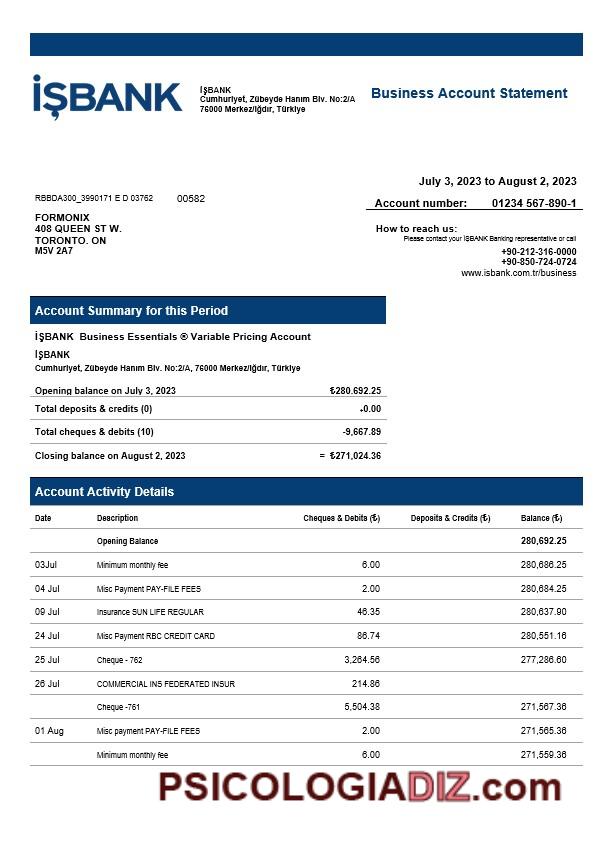 İŞBANK
İŞBANK
Cumhuriyet, Zübeyde Hanım Blv. No:2/A
76000 Merkez/Iğdır, Türkiye
Business Account Statement
July 3, 2023 to August 2, 2023
RBBDA300_3990171 E D 03762 00582
Account number: 01234 567-890-1
FORMONIX
408 QUEEN ST W.
TORONTO. ON
M5V 2A7
How to reach us:
Please contact your İŞBANK Banking representative or call
+90-212-316-0000
+90-850-724-0724
www.isbank.com.tr/business
Account Summary for this Period
İŞBANK Business Essentials ® Variable Pricing Account
İŞBANK
Cumhuriyet, Zübeyde Hanım Blv. No:2/A, 76000 Merkez/Iğdır, Türkiye
Opening balance on July 3, 2023 ₺280,692.25
Total deposits & credits (0) +0.00
Total cheques & debits (10) -9,667.89
Closing balance on August 2, 2023 = ₺271,024.36
Account Activity Details
Date Description Cheques & Debits (₺) Deposits & Credits (₺) Balance (₺)
Opening Balance 280,692.25
03Jul Minimum monthly fee 6.00 280,686.25
04 Jul Misc Payment PAY-FILE FEES 2.00 280,684.25
09 Jul Insurance SUN LIFE REGULAR 46.35 280,637.90
24 Jul Misc Payment RBC CREDIT CARD 86.74 280,551.16
25 Jul Cheque - 762 3,264.56 277,286.60
26 Jul COMMERCIAL INS FEDERATED INSUR 214.86
Cheque -761 5,504.38 271,567.36
01 Aug Misc payment PAY-FILE FEES 2.00 271,565.36
Minimum monthly fee 6.00 271,559.36
PSICOLOGIADIZ.com